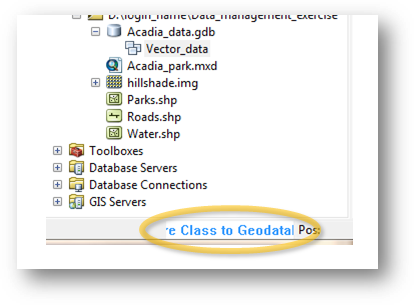 D:\login_name\Data_management_exercise
Acadia_data.gdb
Vector_data
Acadia_park.mxd
hillshade.img
Parks.shp
Roads.shp
Water.shp
Toolboxes
Database Servers
Database Connections
GIS Servers
re Class to Geodatal Pos